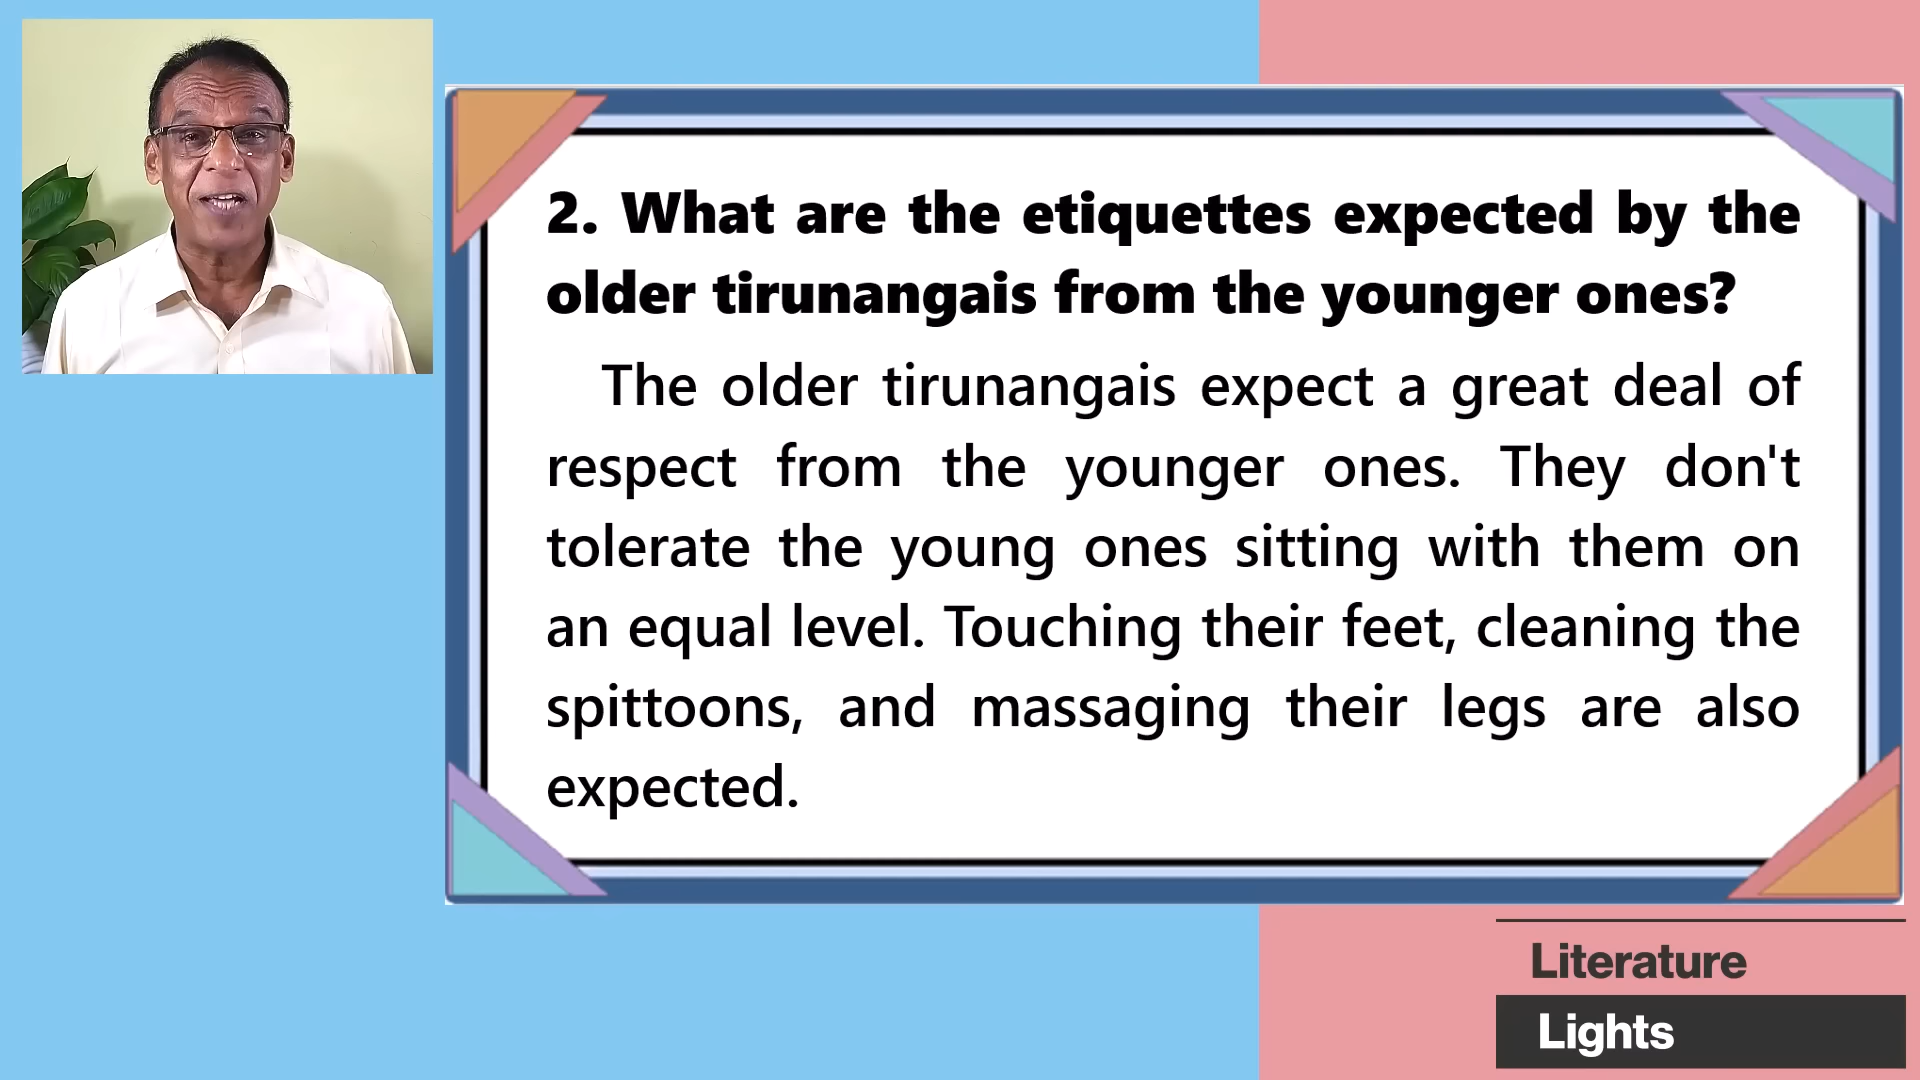 2. What are the etiquettes expected by the
older tirunangais from the younger ones?
The older tirunangais expect a great deal of
respect from the younger ones. They don't
tolerate the young ones sitting with them on
an equal level. Touching their feet, cleaning the
spittoons, and massaging their legs are also
expected.
Literature
Lights